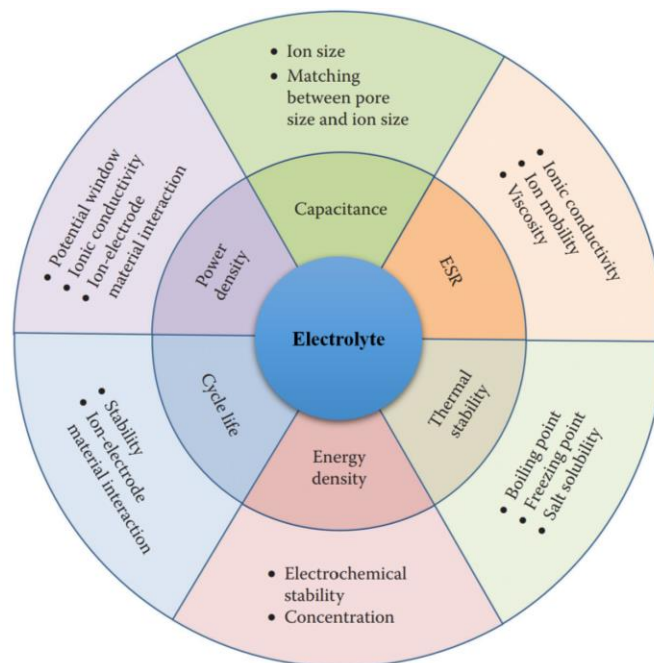 • Ion size
• Matching
between pore
size and ion size
Capacitance
• Ionic conductivity
• Ion mobility
• Viscosity
ESR
• Boiling point
• Freezing point
• Salt solubility
Thermal
stability
Energy
density
• Electrochemical
stability
• Concentration
• Stability
• Ion-electrode
material interaction
Cycle life
• Potential window
• Ionic conductivity
• Ion-electrode
material interaction
Power
density
Electrolyte